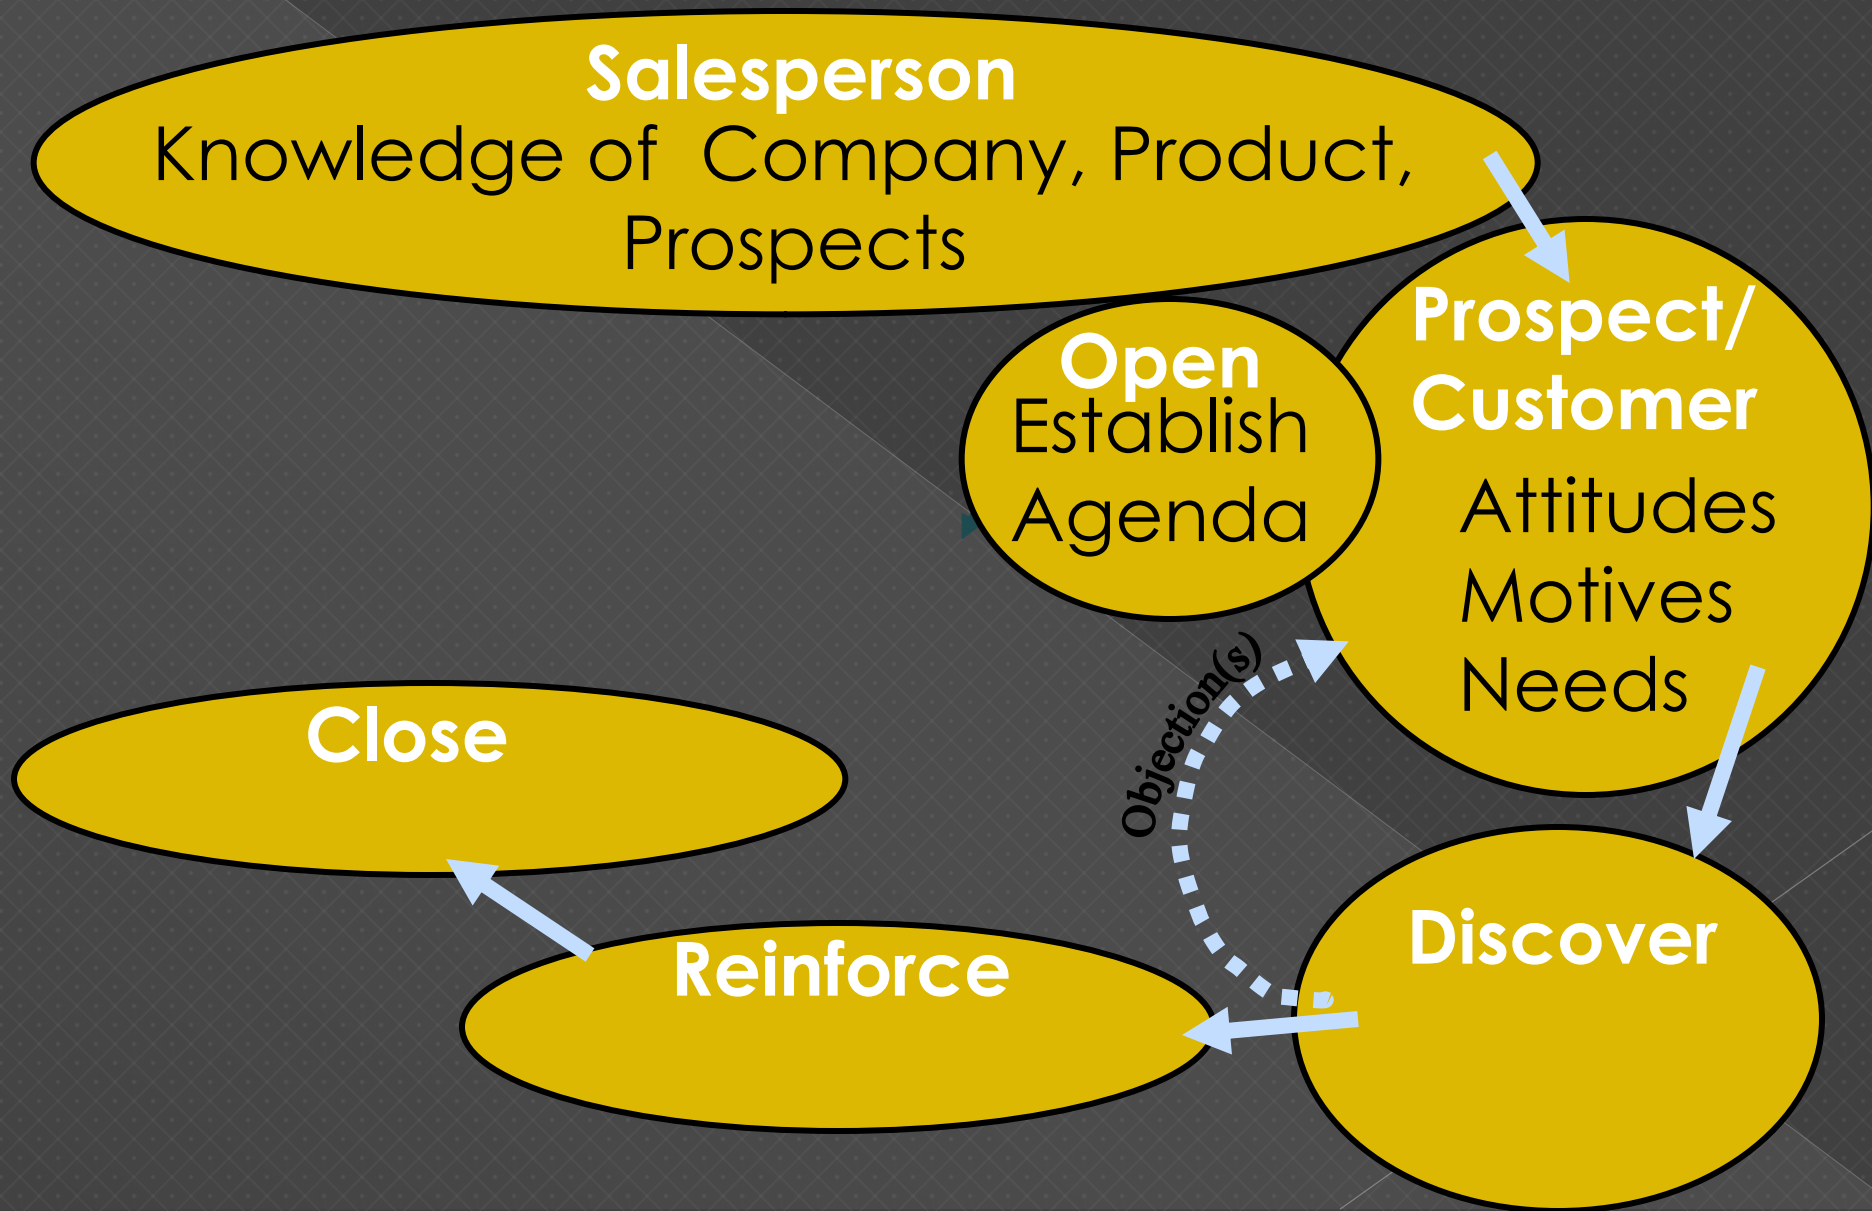 Salesperson
Knowledge of Company, Product,
Prospects
Open
Establish
Agenda
Prospect/
Customer
Attitudes
Motives
Needs
Objection(s)
Close
Reinforce
Discover